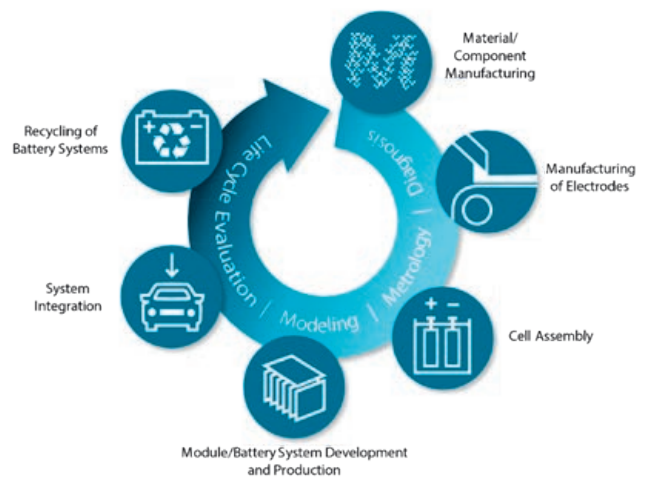 Material/
Component
Manufacturing
Manufacturing
of Electrodes
Cell Assembly
Module/Battery System Development
and Production
System
Integration
Recycling of
Battery Systems
Diagnosis | Metrology | Modeling | Life Cycle Evaluation
+ -
+ -